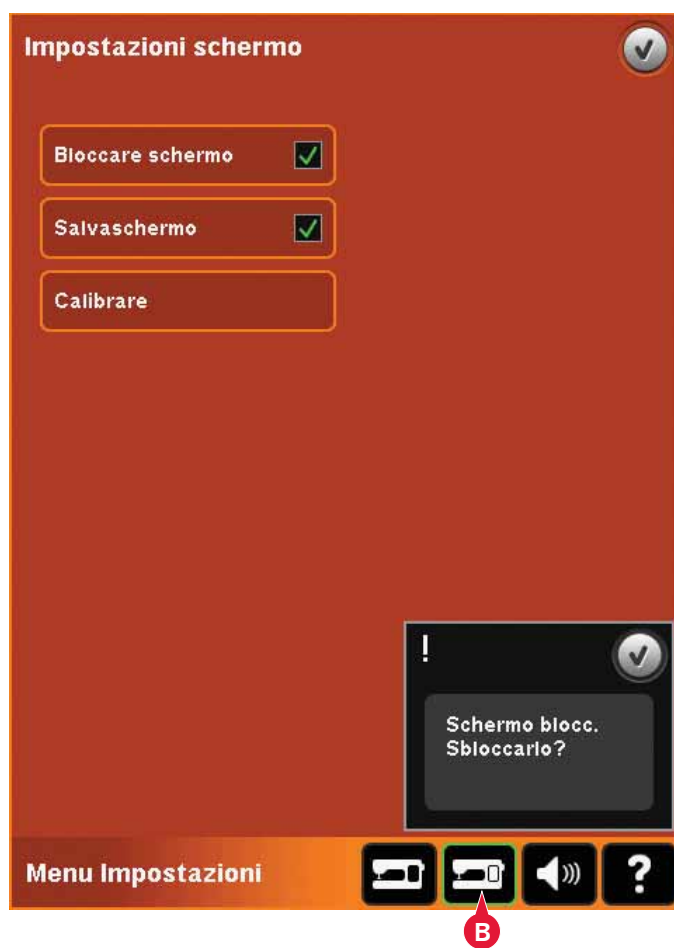 Impostazioni schermo
Bloccare schermo
Salvaschermo
Calibrare
!
Schermo blocc.
Sbloccarlo?
Menu Impostazioni
?
B